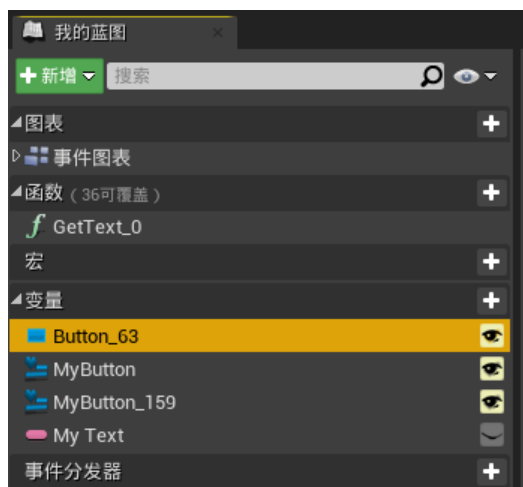 我的蓝图
新增 搜索
图表
事件图表
函数（36可覆盖）
GetText_0
宏
变量
Button_63
MyButton
MyButton_159
My Text
事件分发器